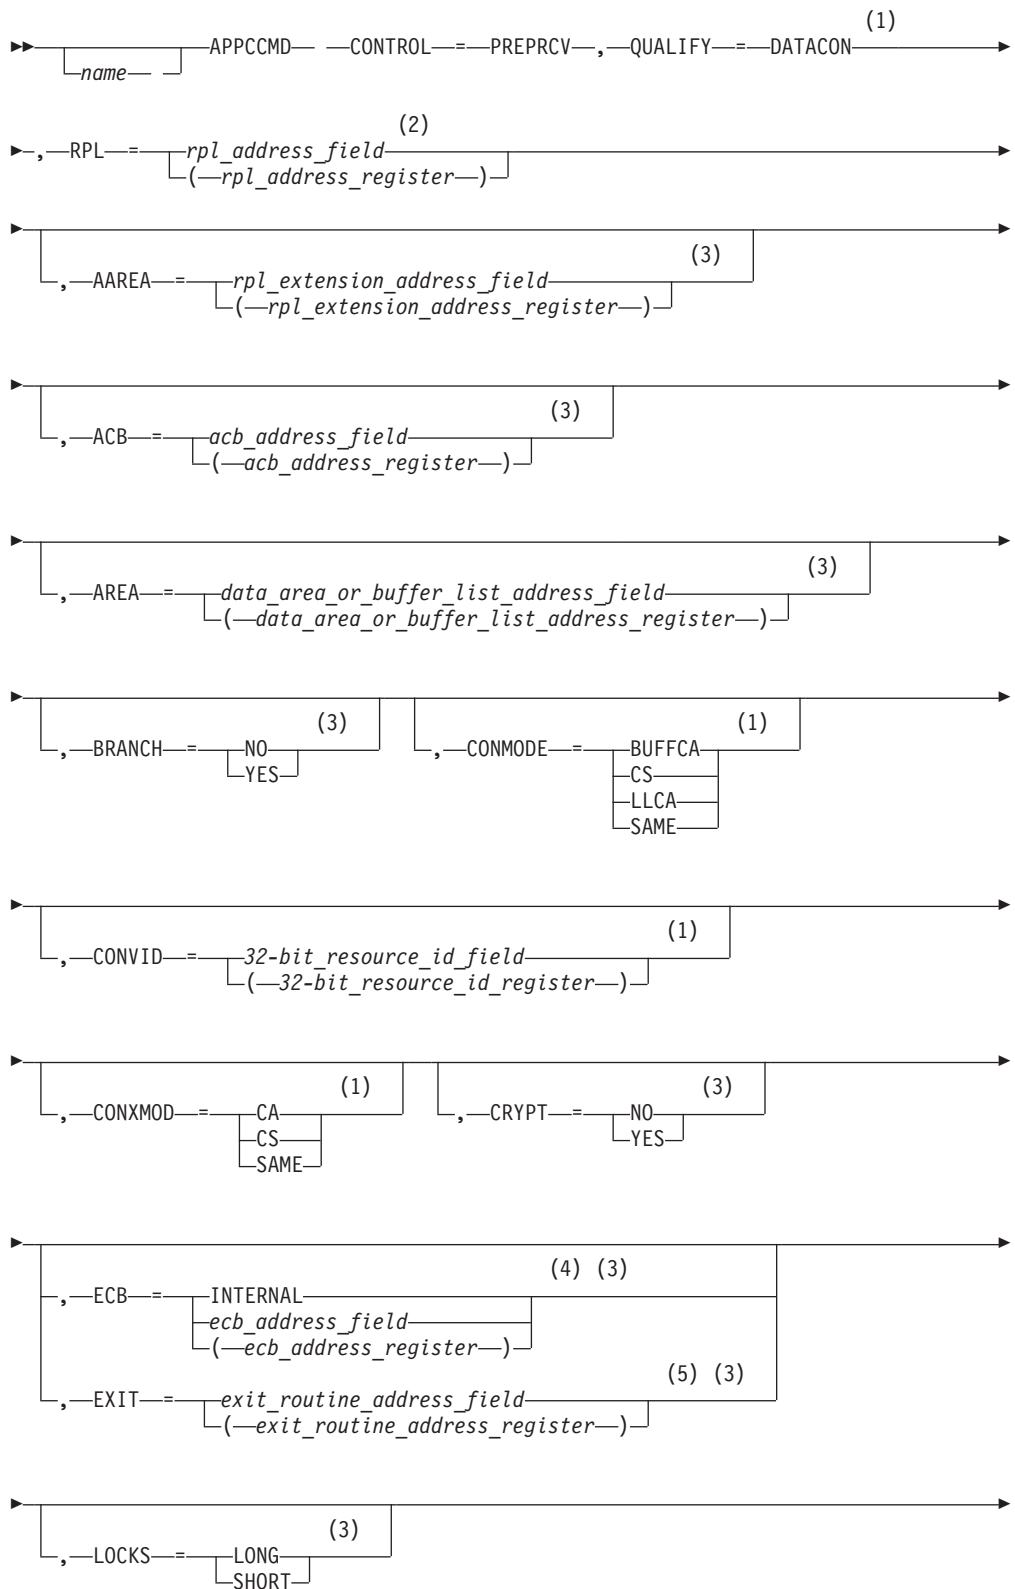 (1)
APPCCMD CONTROL=PREPRCV,QUALIFY=DATACON
name
(2)
,RPL=rpl_address_field
(rpl_address_register)
(3)
,AAREA=rpl_extension_address_field
(rpl_extension_address_register)
(3)
,ACB=acb_address_field
(acb_address_register)
(3)
,AREA=data_area_or_buffer_list_address_field
(data_area_or_buffer_list_address_register)
(3) (1)
,BRANCH=NO ,CONMODE=BUFFCA
YES CS
LLCA
SAME
(1)
,CONVID=32-bit_resource_id_field
(32-bit_resource_id_register)
(1) (3)
,CONXMOD=CA ,CRYPT=NO
CS YES
SAME
(4) (3)
,ECB=INTERNAL
ecb_address_field
(ecb_address_register)
(5) (3)
,EXIT=exit_routine_address_field
(exit_routine_address_register)
(3)
,LOCKS=LONG
SHORT